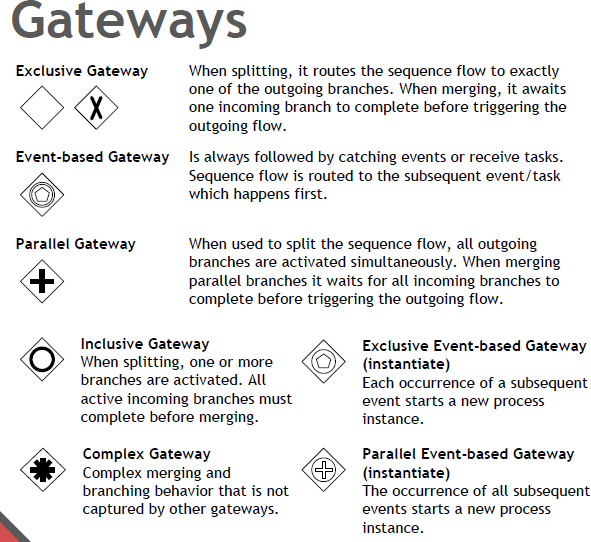 Gateways
Exclusive Gateway
When splitting, it routes the sequence flow to exactly
one of the outgoing branches. When merging, it awaits
one incoming branch to complete before triggering the
outgoing flow.
Event-based Gateway
Is always followed by catching events or receive tasks.
Sequence flow is routed to the subsequent event/task
which happens first.
Parallel Gateway
When used to split the sequence flow, all outgoing
branches are activated simultaneously. When merging
parallel branches it waits for all incoming branches to
complete before triggering the outgoing flow.
Inclusive Gateway
When splitting, one or more
branches are activated. All
active incoming branches must
complete before merging.
Exclusive Event-based Gateway
(instantiate)
Each occurrence of a subsequent
event starts a new process
instance.
Complex Gateway
Complex merging and
branching behavior that is not
captured by other gateways.
Parallel Event-based Gateway
(instantiate)
The occurrence of all subsequent
events starts a new process
instance.